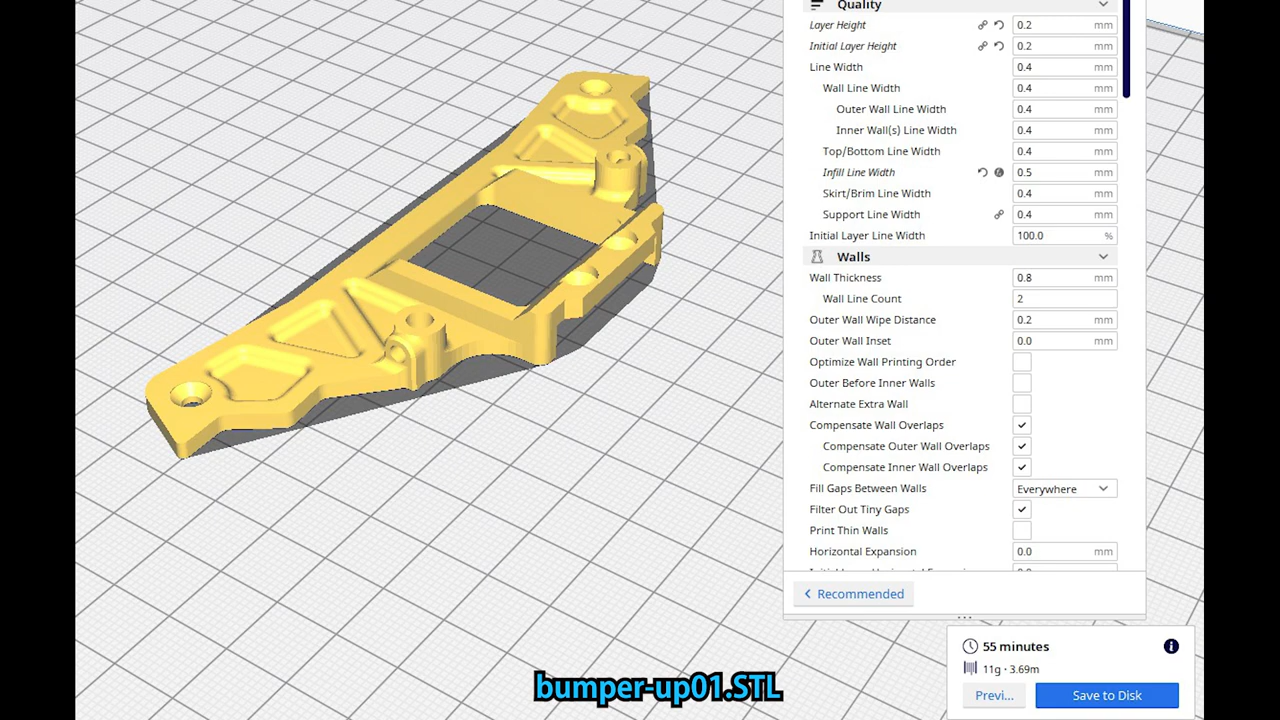 Quality
Layer Height 0.2 mm
Initial Layer Height 0.2 mm
Line Width 0.4 mm
Wall Line Width 0.4 mm
Outer Wall Line Width 0.4 mm
Inner Wall(s) Line Width 0.4 mm
Top/Bottom Line Width 0.4 mm
Infill Line Width 0.5 mm
Skirt/Brim Line Width 0.4 mm
Support Line Width 0.4 mm
Initial Layer Line Width 100.0 %
Walls
Wall Thickness 0.8 mm
Wall Line Count 2
Outer Wall Wipe Distance 0.2 mm
Outer Wall Inset 0.0 mm
Optimize Wall Printing Order
Outer Before Inner Walls
Alternate Extra Wall
Compensate Wall Overlaps
Compensate Outer Wall Overlaps
Compensate Inner Wall Overlaps
Fill Gaps Between Walls Everywhere
Filter Out Tiny Gaps
Print Thin Walls
Horizontal Expansion 0.0 mm
Recommended
55 minutes
11g · 3.69m
Previ... Save to Disk
bumper-up01.STL